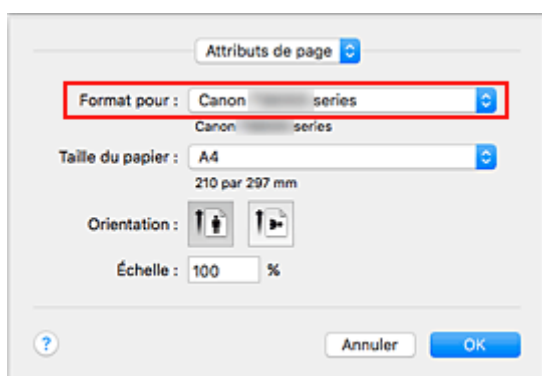 Attributs de page
Format pour : Canon series
Canon series
Taille du papier : A4
210 par 297 mm
Orientation :
Échelle : 100 %
? Annuler OK